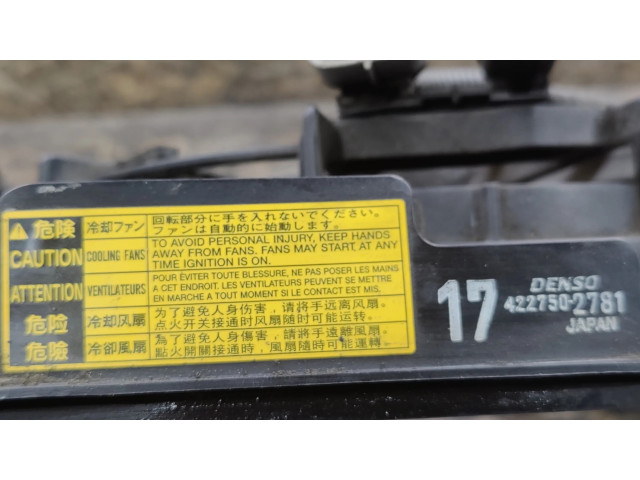 ⚠ 危険 冷却ファン 回転部分に手を入れないでください。
ファンは自動的に始動します。
CAUTION COOLING FANS TO AVOID PERSONAL INJURY, KEEP HANDS
AWAY FROM FANS. FANS MAY START AT ANY
TIME IGNITION IS ON.
ATTENTION VENTILATEURS POUR ÉVITER TOUTE BLESSURE, NE PAS POSER LES MAINS
A CET ENDROIT. LES VENTILATEURS PEUVENT SE METTRE
EN MARCHE A TOUT MOMENT SI LE CONTACT EST MIS.
危险 冷却风扇 为了避免人身伤害，请将手远离风扇。
点火开关接通时风扇随时可能运转。
危險 冷卻風扇 為了避免人身傷害，請將手遠離風扇。
點火開關接通時，風扇隨時可能運轉。
17
DENSO
422750-2781
JAPAN